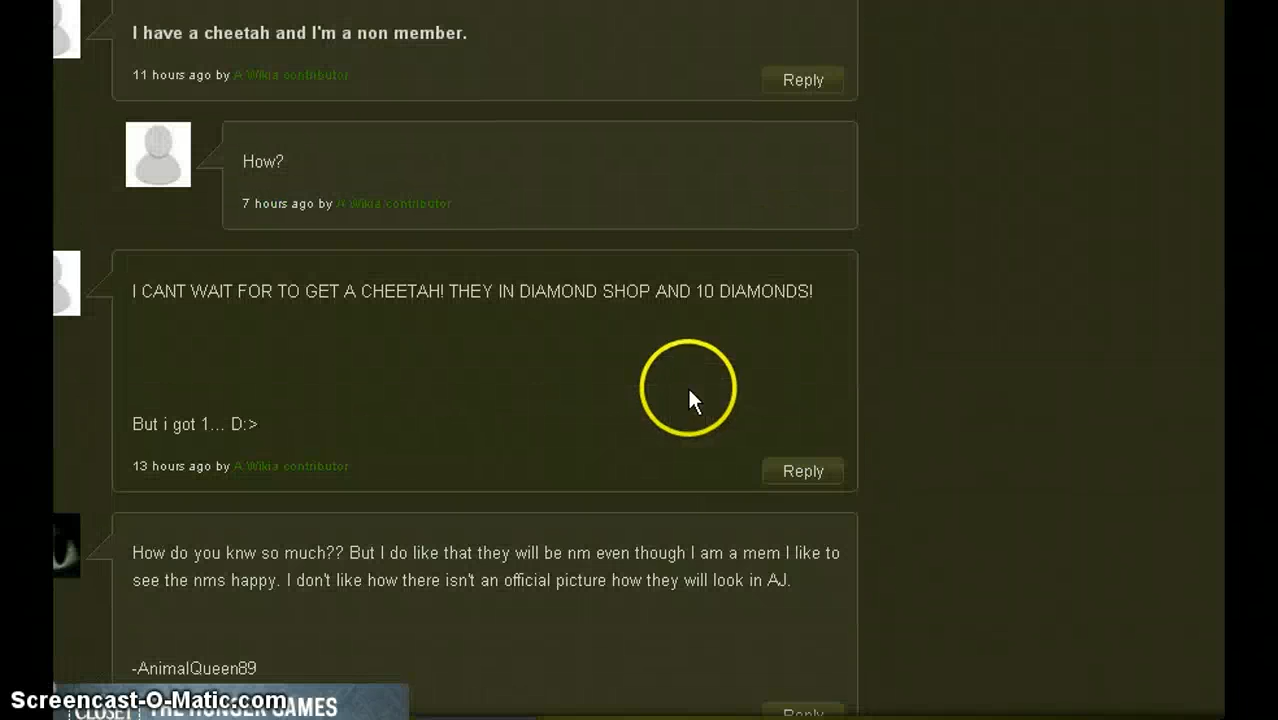 I have a cheetah and I'm a non member.
11 hours ago by A Wikia contributor
Reply
How?
7 hours ago by A Wikia contributor
I CANT WAIT FOR TO GET A CHEETAH! THEY IN DIAMOND SHOP AND 10 DIAMONDS!
But i got 1... D:>
13 hours ago by A Wikia contributor
Reply
How do you knw so much?? But I do like that they will be nm even though I am a mem I like to
see the nms happy. I don't like how there isn't an official picture how they will look in AJ.
-AnimalQueen89
Screencast-O-Matic.com
CLOSET THE HUNGER GAMES
Reply